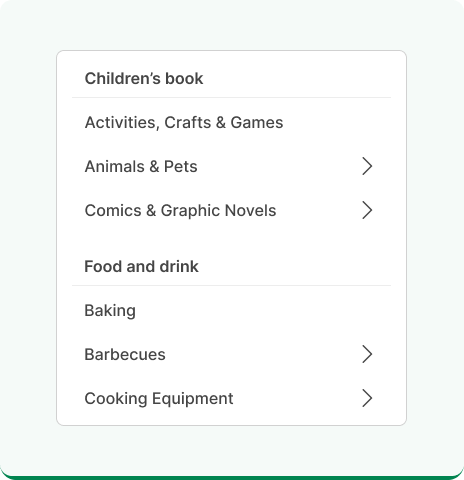 Children’s book
Activities, Crafts & Games
Animals & Pets
Comics & Graphic Novels
Food and drink
Baking
Barbecues
Cooking Equipment